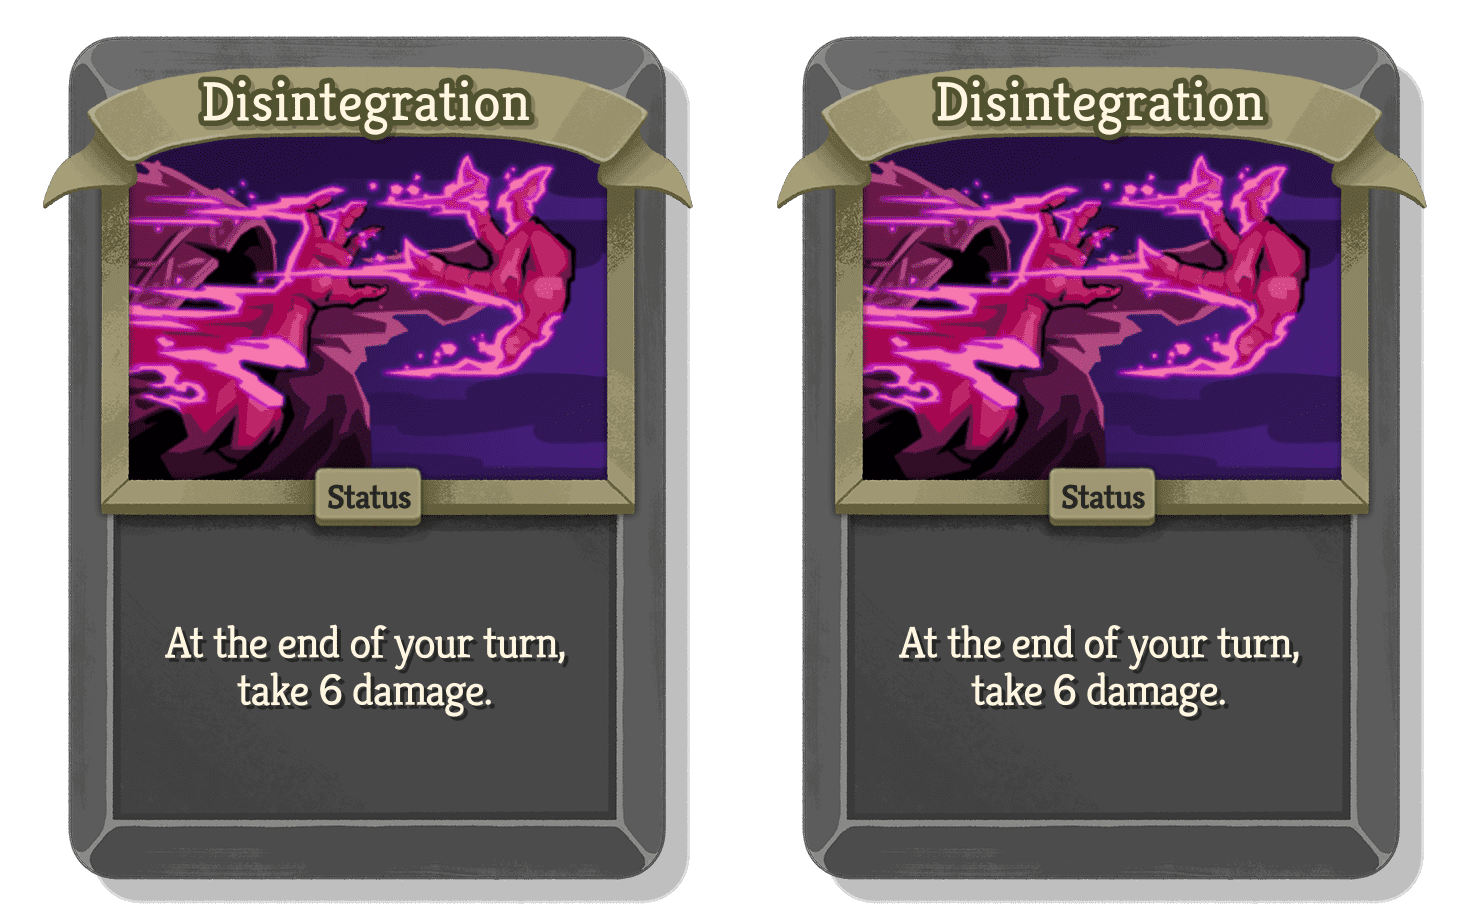 Disintegration
Status
At the end of your turn,
take 6 damage.
Disintegration
Status
At the end of your turn,
take 6 damage.